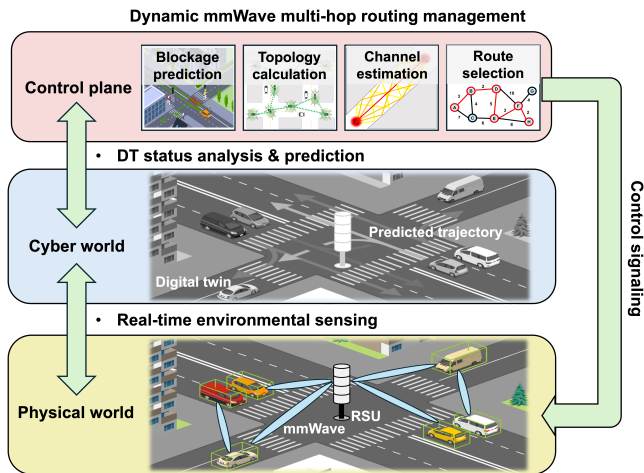 Dynamic mmWave multi-hop routing management
Control plane
Blockage
prediction
Topology
calculation
Channel
estimation
Route
selection
• DT status analysis & prediction
Cyber world
Predicted trajectory
Digital twin
Control signaling
• Real-time environmental sensing
Physical world
RSU
mmWave